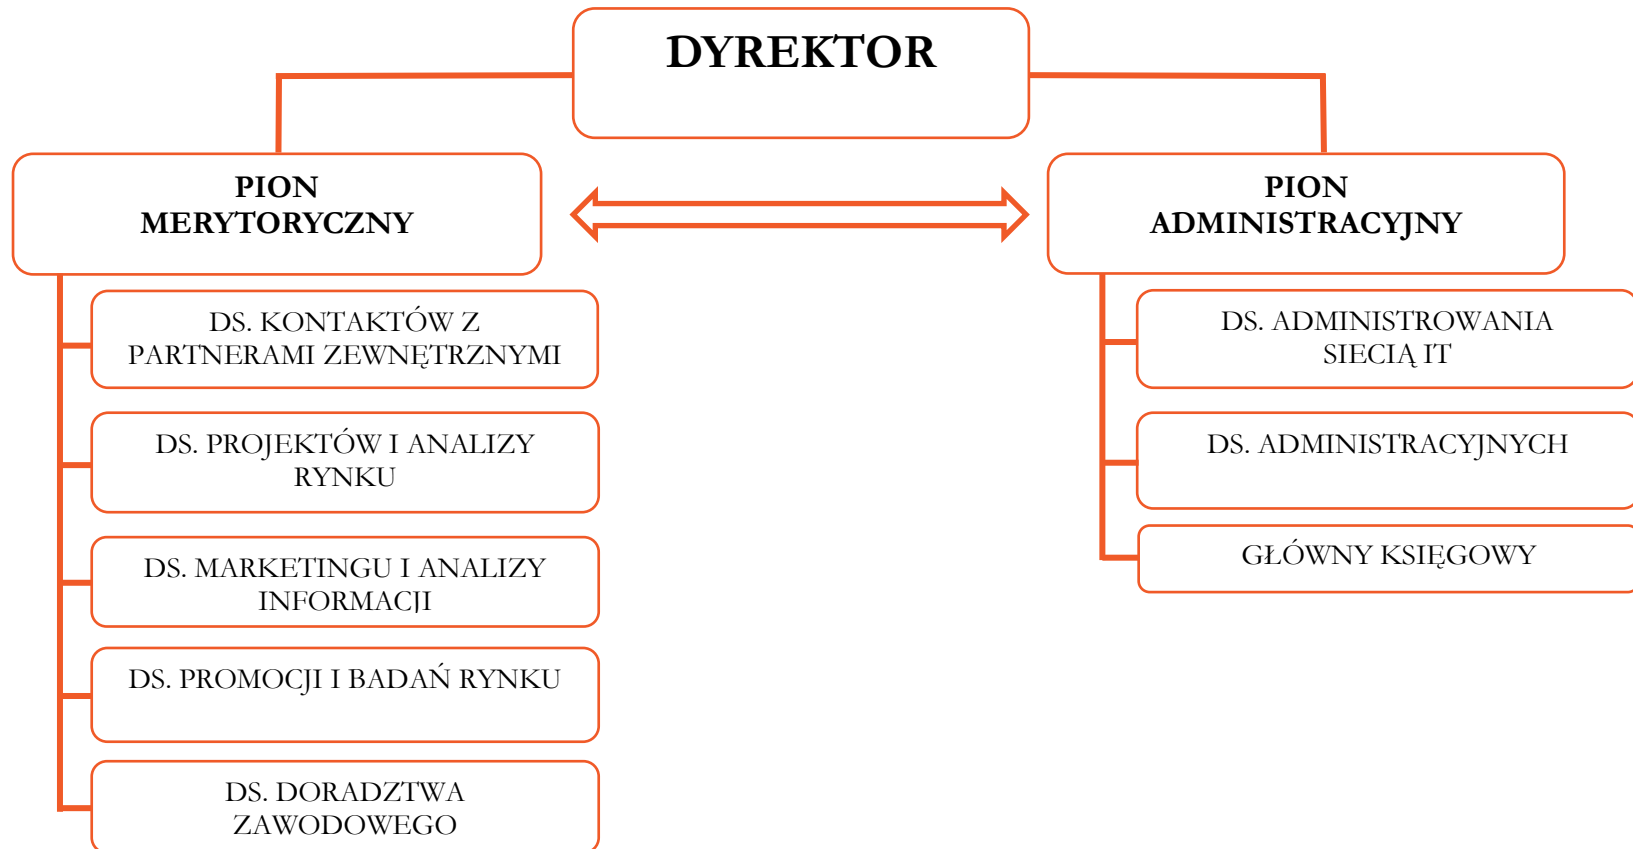 DYREKTOR
PION
MERYTORYCZNY
PION
ADMINISTRACYJNY
DS. KONTAKTÓW Z
PARTNERAMI ZEWNĘTRZNYMI
DS. PROJEKTÓW I ANALIZY
RYNKU
DS. MARKETINGU I ANALIZY
INFORMACJI
DS. PROMOCJI I BADAŃ RYNKU
DS. DORADZTWA
ZAWODOWEGO
DS. ADMINISTROWANIA
SIECIĄ IT
DS. ADMINISTRACYJNYCH
GŁÓWNY KSIĘGOWY